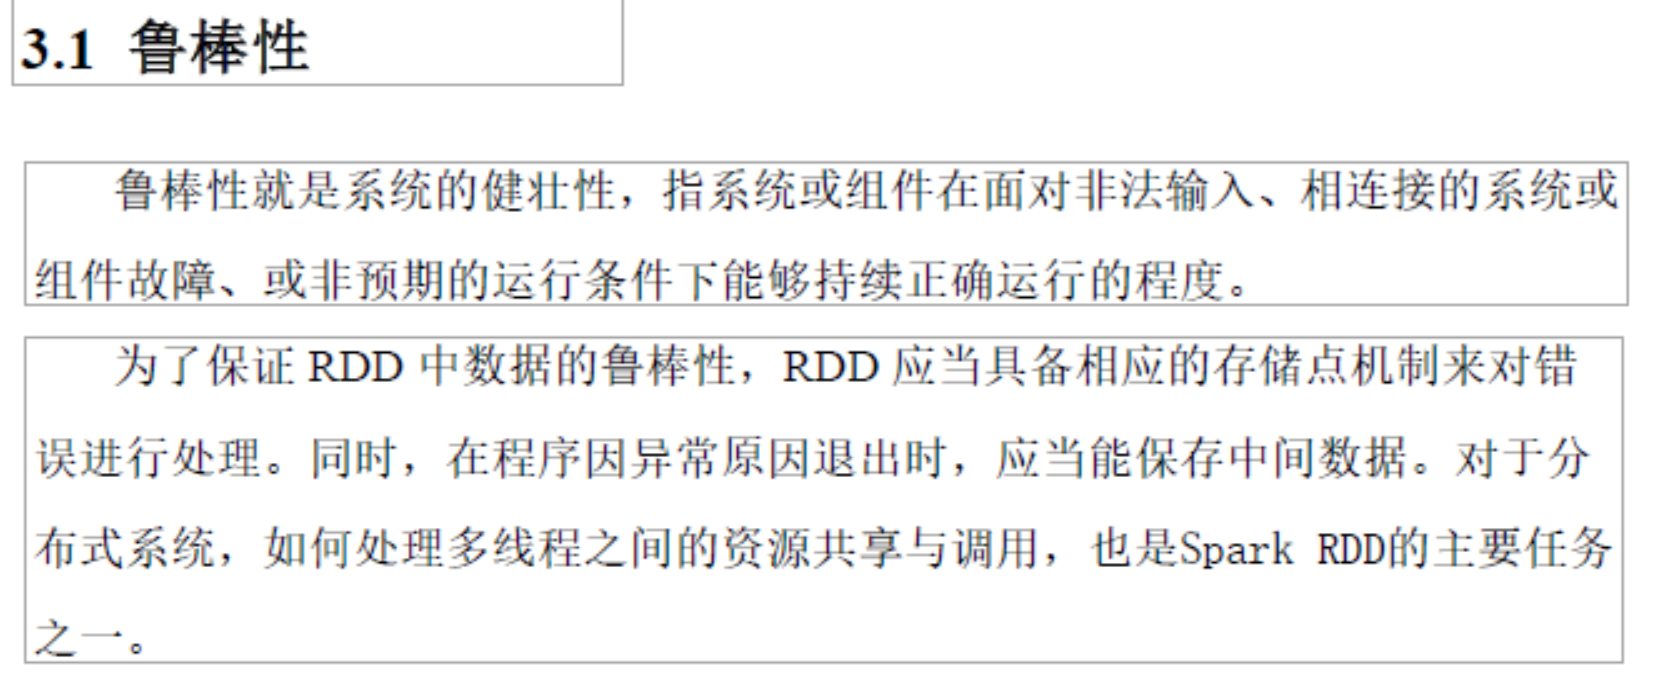 3.1 鲁棒性
鲁棒性就是系统的健壮性，指系统或组件在面对非法输入、相连接的系统或
组件故障、或非预期的运行条件下能够持续正确运行的程度。
为了保证 RDD 中数据的鲁棒性，RDD 应当具备相应的存储点机制来对错
误进行处理。同时，在程序因异常原因退出时，应当能保存中间数据。对于分
布式系统，如何处理多线程之间的资源共享与调用，也是Spark RDD的主要任务
之一。